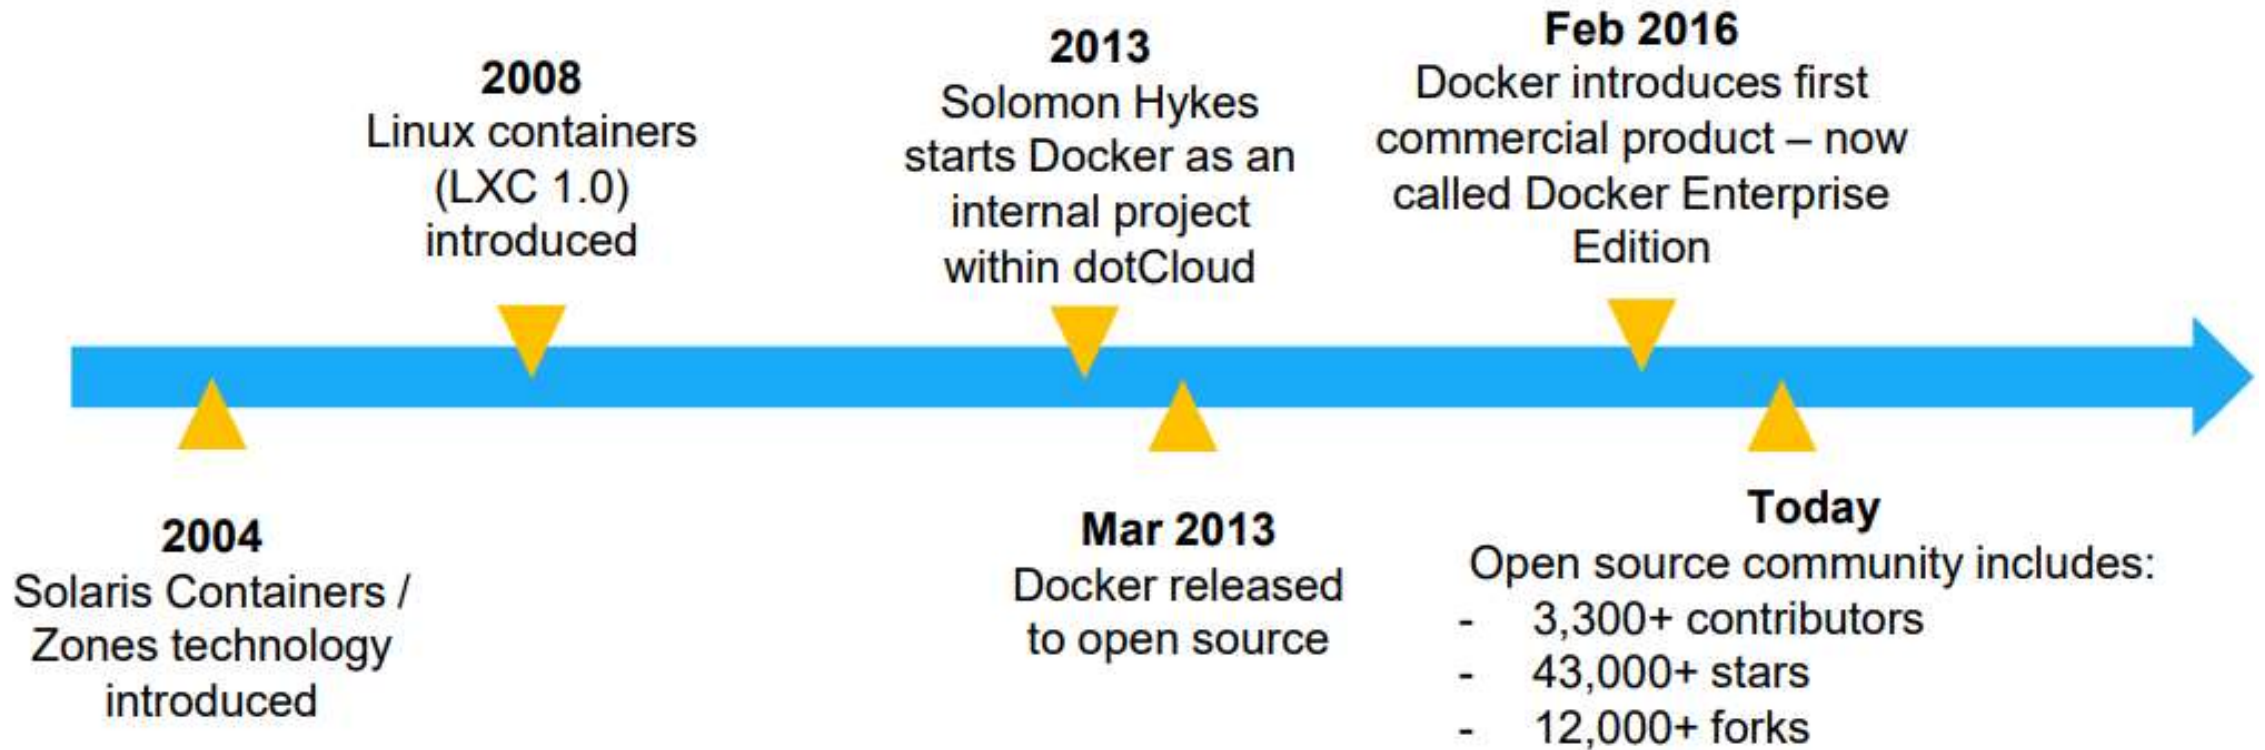 2004
Solaris Containers /
Zones technology
introduced
2008
Linux containers
(LXC 1.0)
introduced
2013
Solomon Hykes
starts Docker as an
internal project
within dotCloud
Mar 2013
Docker released
to open source
Feb 2016
Docker introduces first
commercial product – now
called Docker Enterprise
Edition
Today
Open source community includes:
- 3,300+ contributors
- 43,000+ stars
- 12,000+ forks